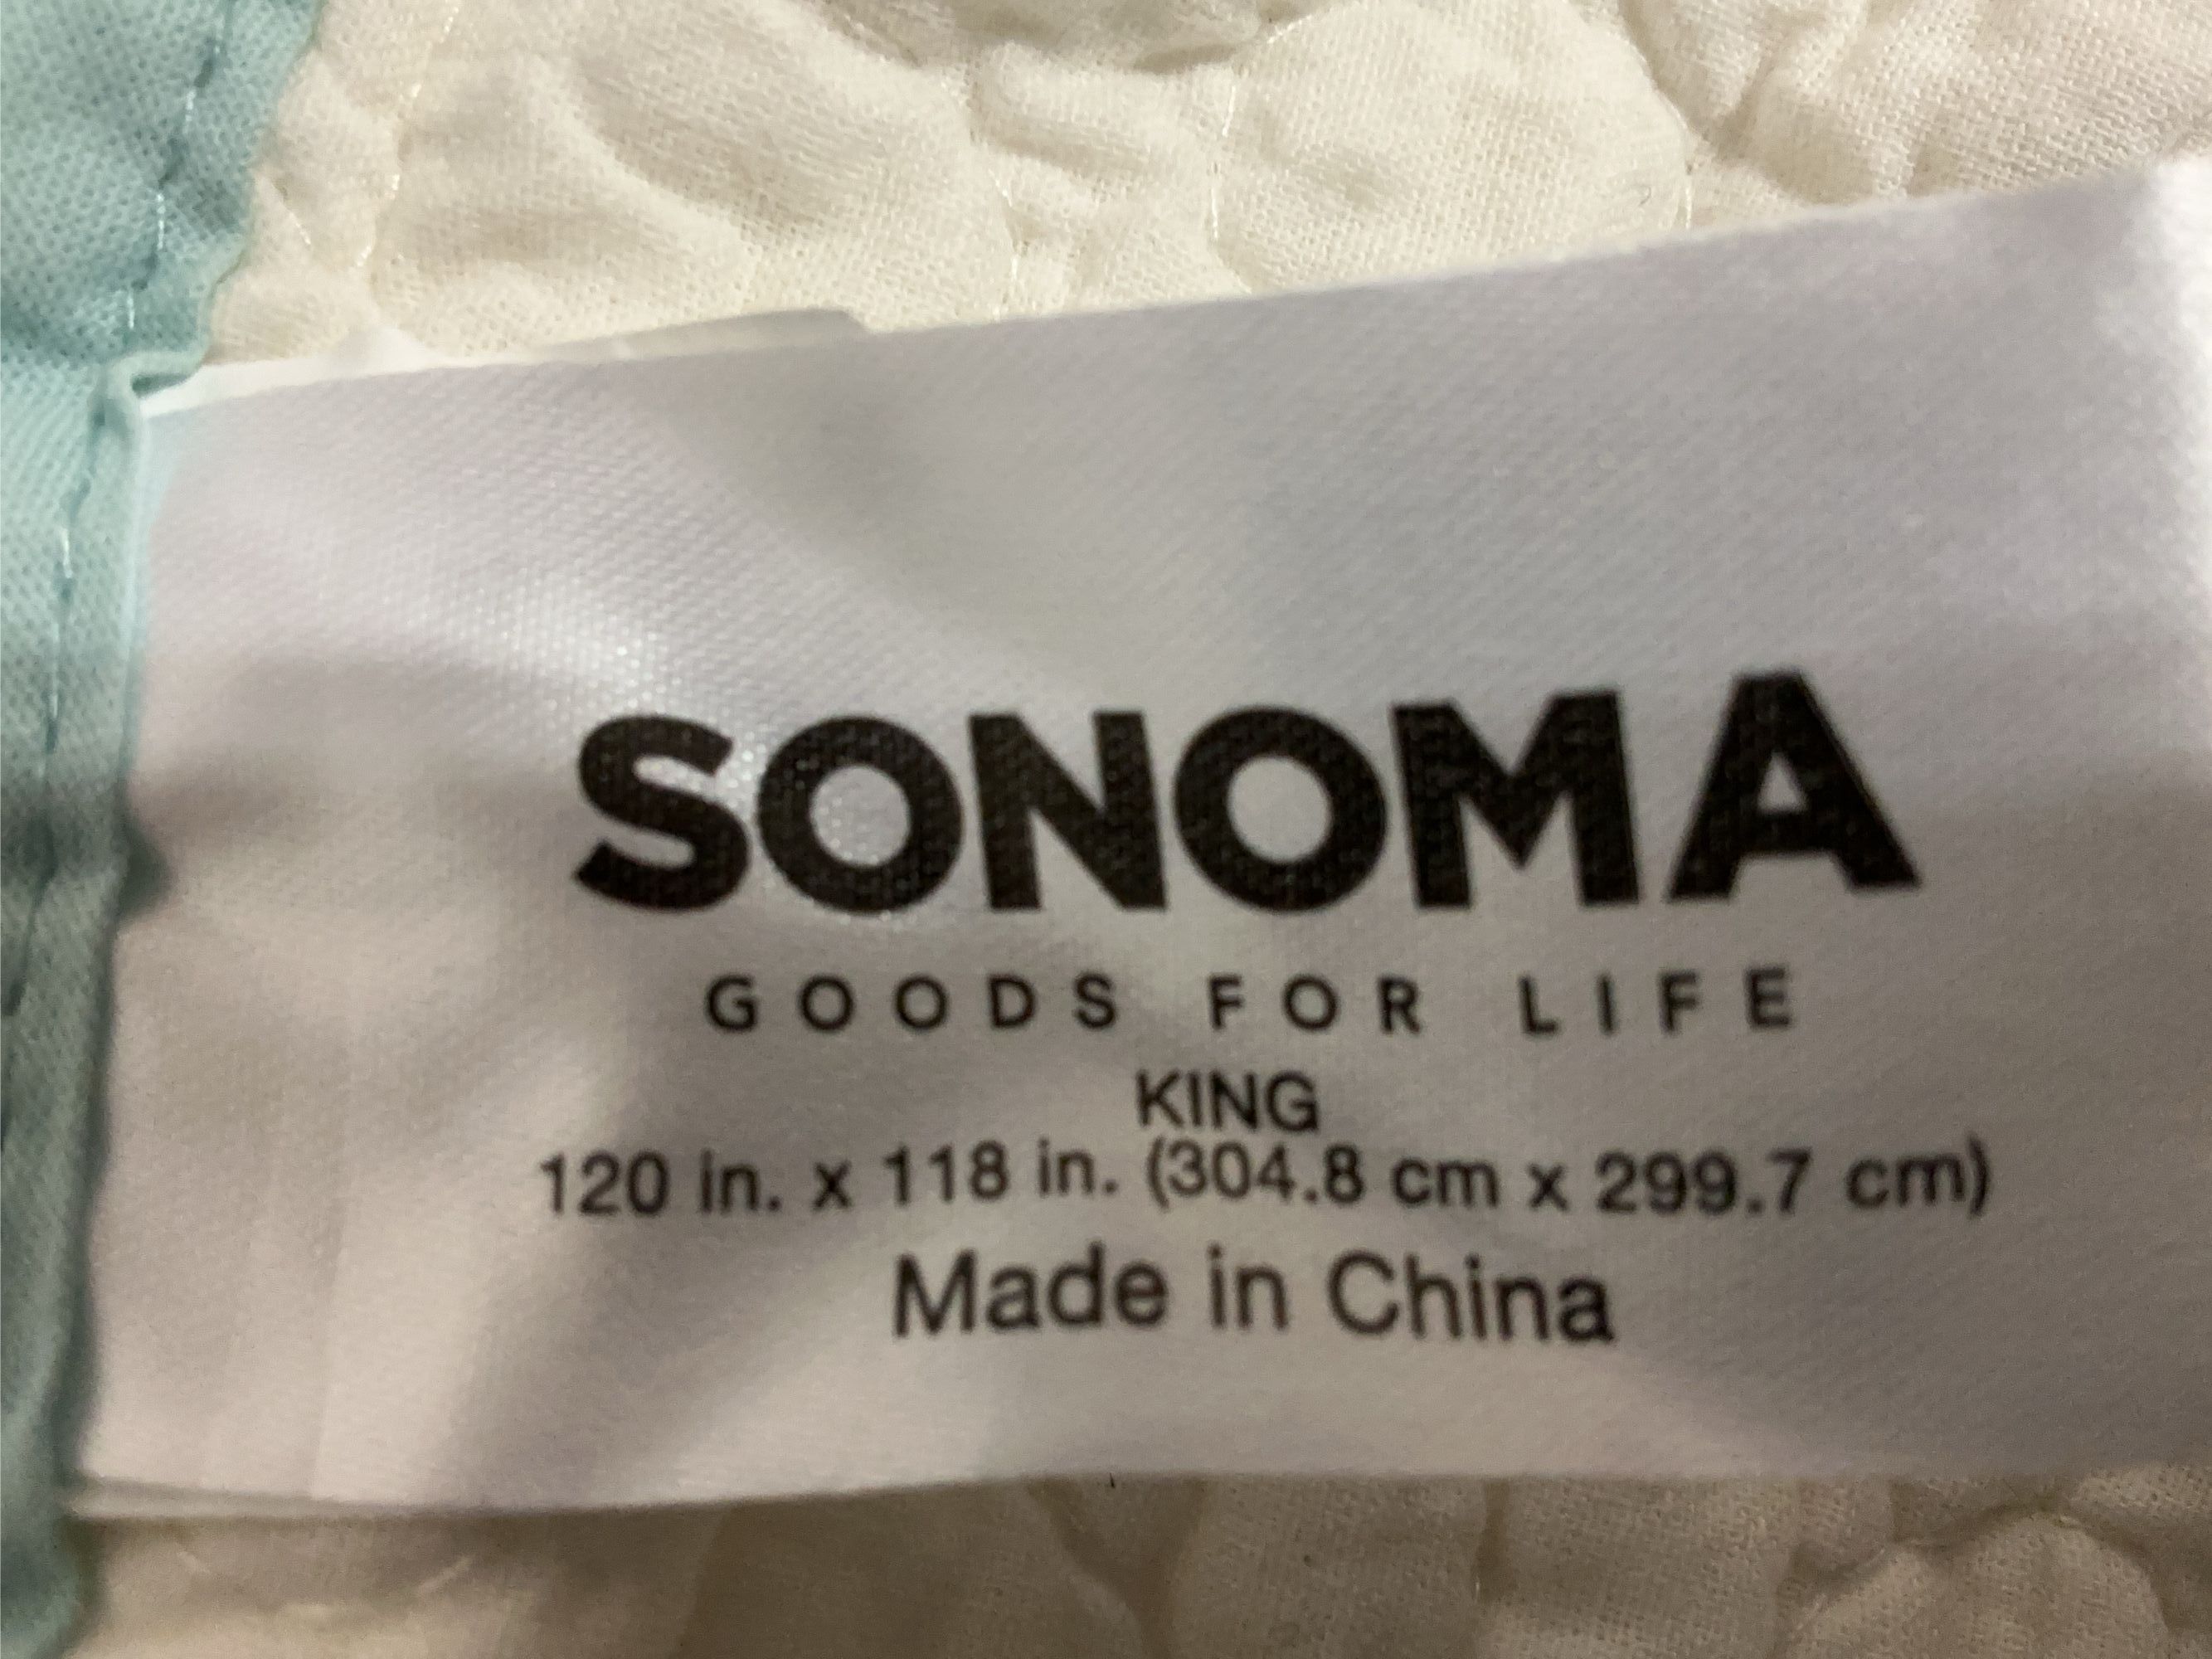 SONOMA
GOODS FOR LIFE
KING
120 in. x 118 in. (304.8 cm x 299.7 cm)
Made in China